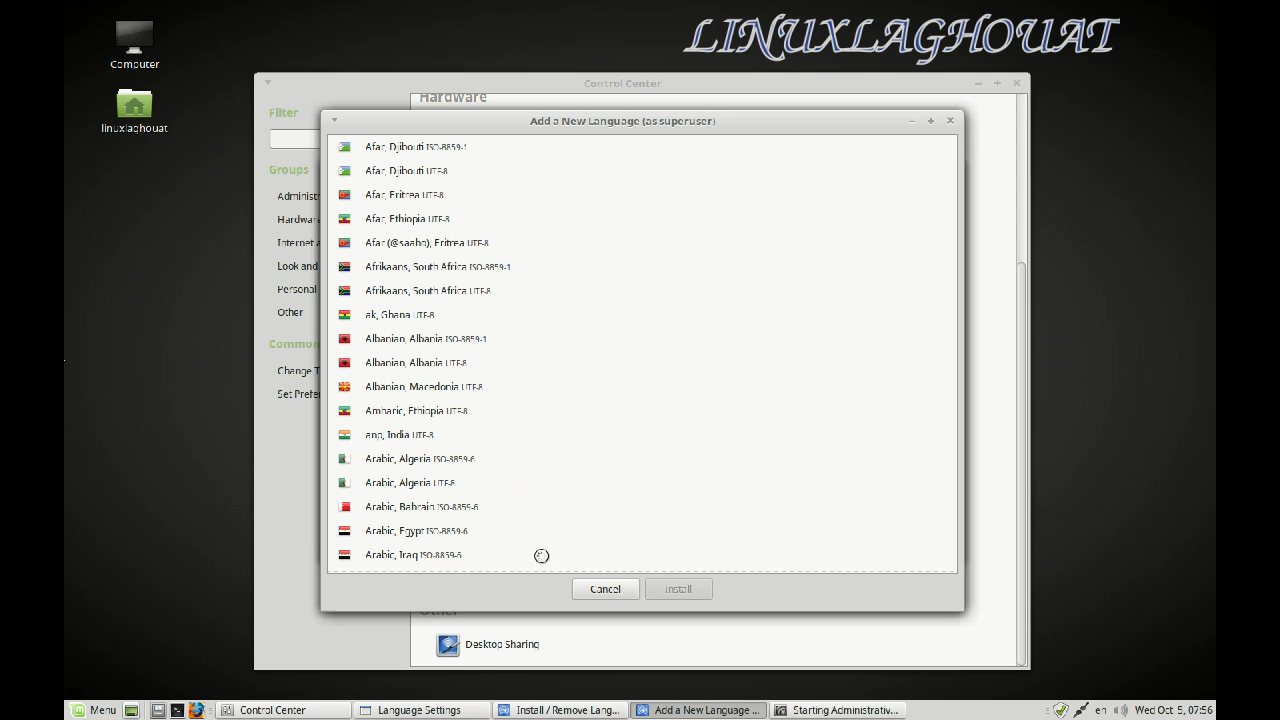 LINUXLAGHOUAT
Computer
linuxlaghouat
Control Center
Filter
Groups
Hardware
Internet
Look and
Personal
Other
Change
Hardware
Add a New Language (as superuser)
Afar, Djibouti ISO-8859-1
Afar, Djibouti UTF-8
Afar, Eritrea UTF-8
Afar, Ethiopia UTF-8
Afar (@saaho), Eritrea UTF-8
Afrikaans, South Africa ISO-8859-1
Afrikaans, South Africa UTF-8
ak, Ghana UTF-8
Albanian, Albania ISO-8859-1
Albanian, Albania UTF-8
Albanian, Macedonia UTF-8
Amharic, Ethiopia UTF-8
anp, India UTF-8
Arabic, Algeria ISO-8859-6
Arabic, Algeria UTF-8
Arabic, Bahrain ISO-8859-6
Arabic, Egypt ISO-8859-6
Arabic, Iraq ISO-8859-6
Cancel
Install
Desktop Sharing
Menu
Control Center
Language Settings
Install / Remove Lang...
Add a New Language ...
Starting Administrativ...
en
Wed Oct 5, 07:56